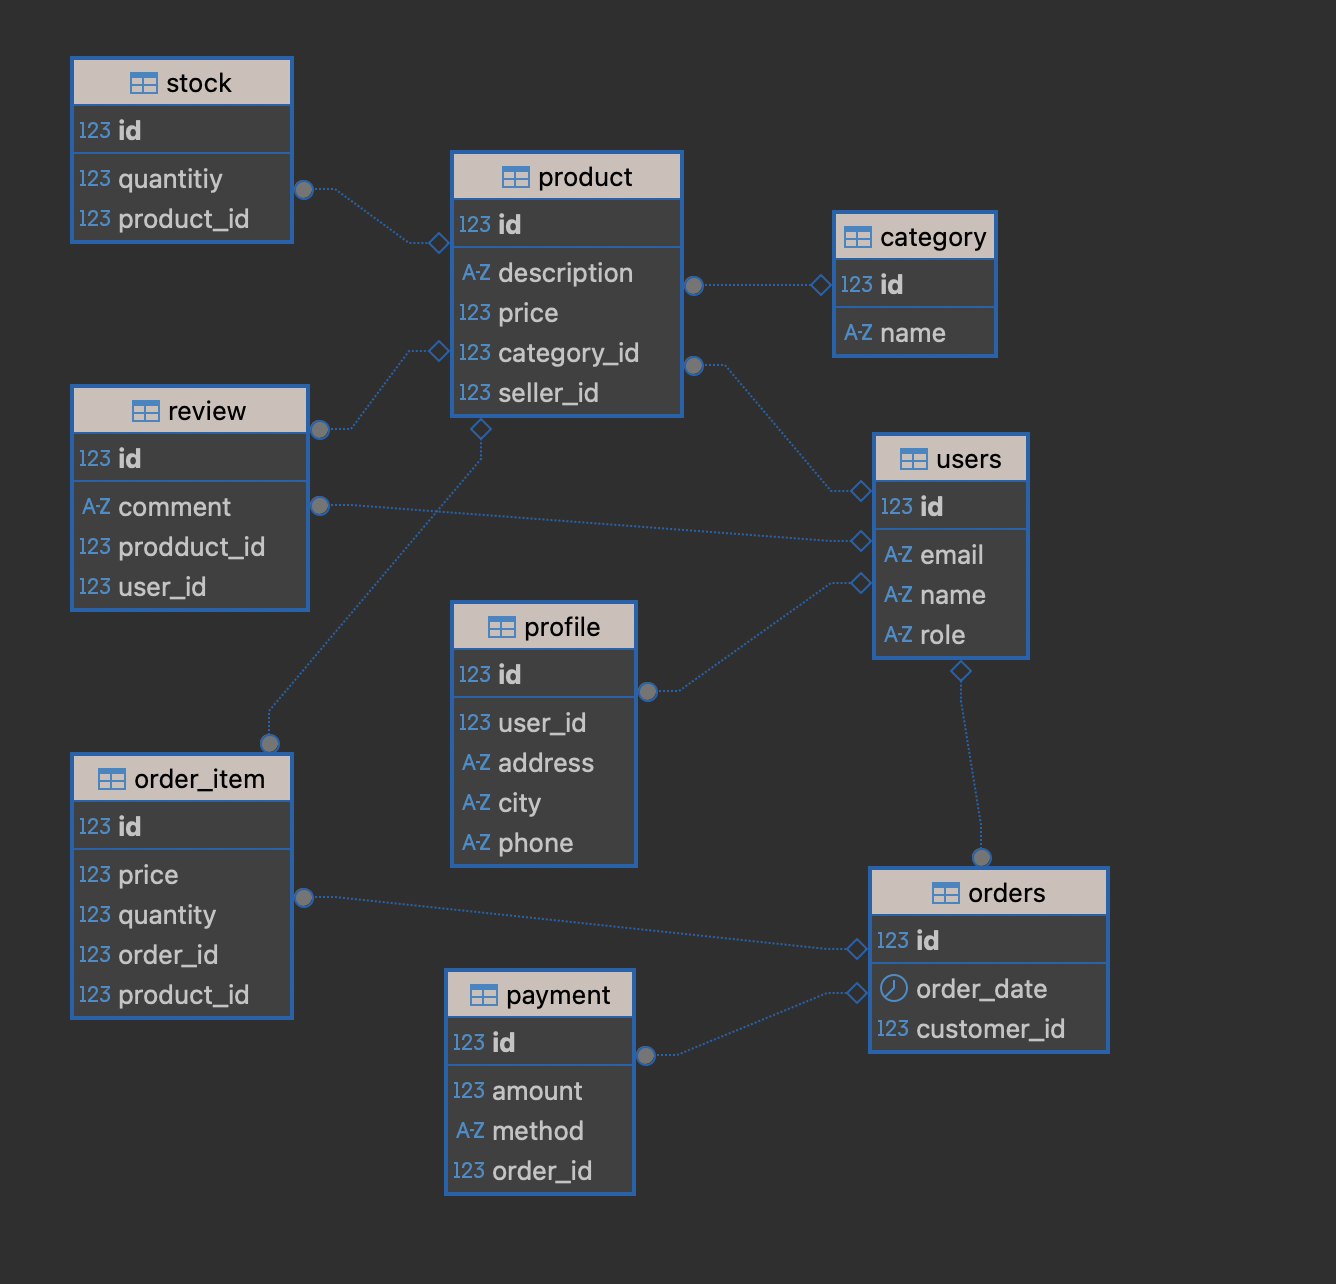 stock
123 id
123 quantitiy
123 product_id
product
123 id
A-Z description
123 price
123 category_id
123 seller_id
category
123 id
A-Z name
review
123 id
A-Z comment
123 prodduct_id
123 user_id
users
123 id
A-Z email
A-Z name
A-Z role
profile
123 id
123 user_id
A-Z address
A-Z city
A-Z phone
order_item
123 id
123 price
123 quantity
123 order_id
123 product_id
orders
123 id
order_date
123 customer_id
payment
123 id
123 amount
A-Z method
123 order_id